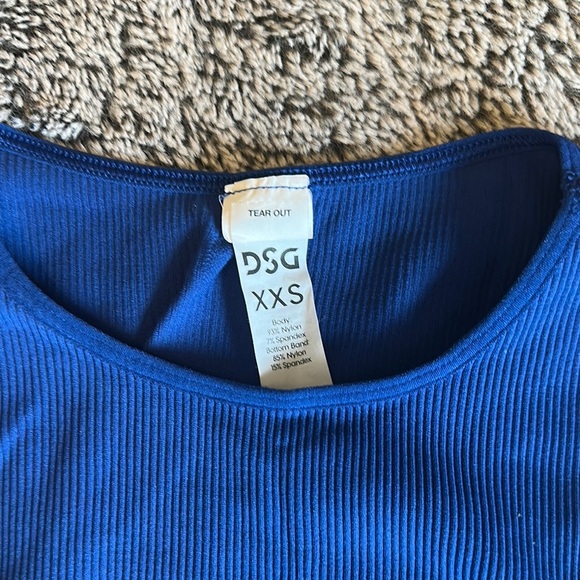 TEAR OUT
DSG
XXS
Body:
93% Nylon
7% Spandex
Bottom Band:
85% Nylon
15% Spandex